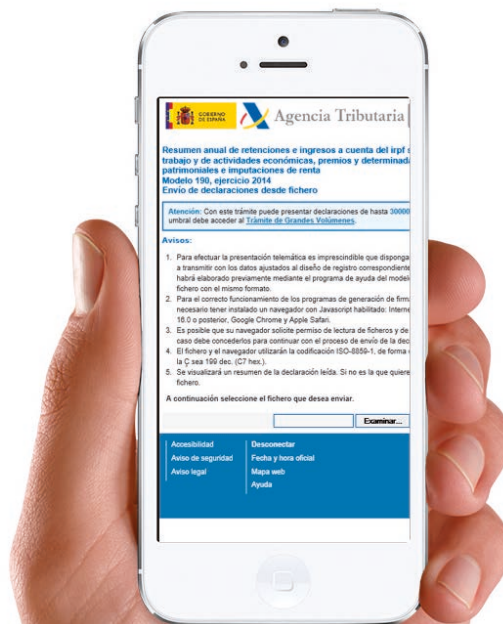 GOBIERNO
DE ESPAÑA
Agencia Tributaria
Resumen anual de retenciones e ingresos a cuenta del irpf s
trabajo y de actividades económicas, premios y determinada
patrimoniales e imputaciones de renta
Modelo 190, ejercicio 2014
Envío de declaraciones desde fichero
Atención: Con este trámite puede presentar declaraciones de hasta 30000
umbral debe acceder al Trámite de Grandes Volúmenes.
Avisos:
1. Para efectuar la presentación telemática es imprescindible que disponga
a transmitir con los datos ajustados al diseño de registro correspondiente
habrá elaborado previamente mediante el programa de ayuda del model
fichero con el mismo formato.
2. Para el correcto funcionamiento de los programas de generación de firma
necesario tener instalado un navegador con Javascript habilitado: Interne
16.0 o posterior, Google Chrome y Apple Safari.
3. Es posible que su navegador solicite permiso de lectura de ficheros y de
caso debe concederlos para continuar con el proceso de envío de la dec
4. El fichero y el navegador utilizarán la codificación ISO-8859-1, de forma
la Ç sea 199 dec. (C7 hex.).
5. Se visualizará un resumen de la declaración leída. Si no es la que quiere
fichero.
A continuación seleccione el fichero que desea enviar.
Examinar...
Accesibilidad
Aviso de seguridad
Aviso legal
Desconectar
Fecha y hora oficial
Mapa web
Ayuda